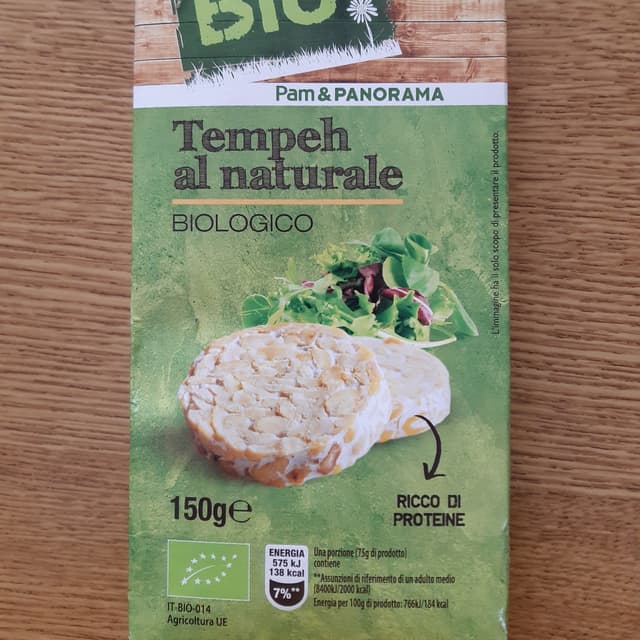 BIO
Pam & PANORAMA
Tempeh
al naturale
BIOLOGICO
L'immagine ha il solo scopo di presentare il prodotto.
RICCO DI
PROTEINE
150g℮
ENERGIA
575 kJ
138 kcal
7%**
Una porzione (75g di prodotto)
contiene
**Assunzioni di riferimento di un adulto medio
(8400kJ/2000 kcal)
Energia per 100g di prodotto: 766kJ/184 kcal
IT-BIO-014
Agricoltura UE